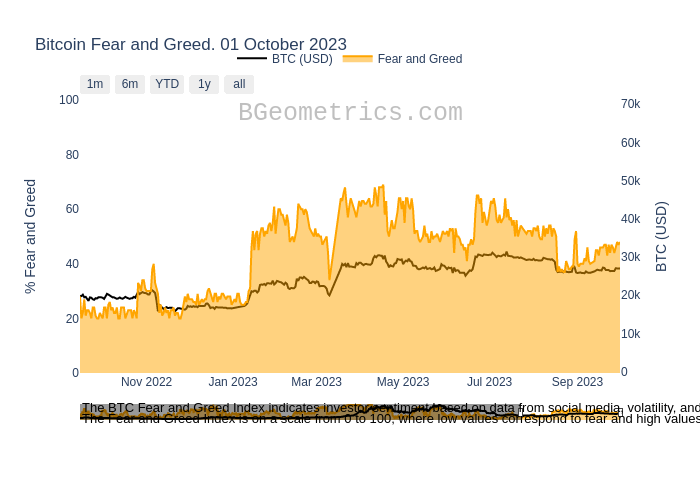 Bitcoin Fear and Greed. 01 October 2023
BTC (USD) Fear and Greed
1m 6m YTD 1y all
BGeometrics.com
100
80
60
40
20
0
% Fear and Greed
70k
60k
50k
40k
30k
20k
10k
0
BTC (USD)
Nov 2022 Jan 2023 Mar 2023 May 2023 Jul 2023 Sep 2023
The BTC Fear and Greed Index indicates investor sentiment based on data from social media, volatility, and
The Fear and Greed Index is on a scale from 0 to 100, where low values correspond to fear and high values